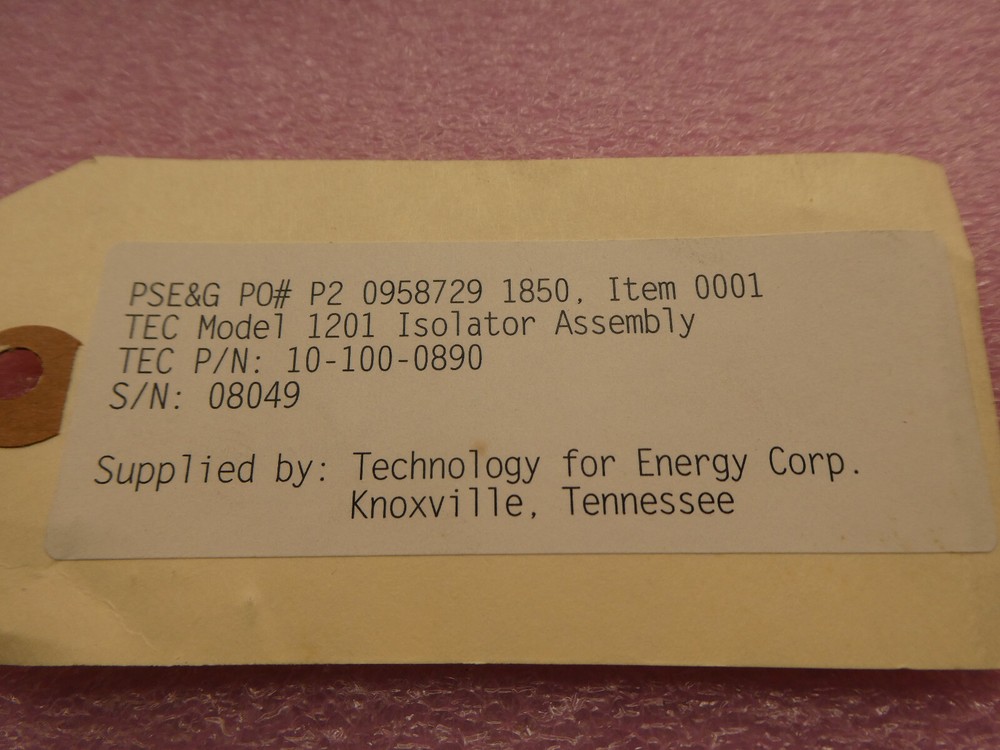 PSE&G PO# P2 0958729 1850, Item 0001
TEC Model 1201 Isolator Assembly
TEC P/N: 10-100-0890
S/N: 08049
Supplied by: Technology for Energy Corp.
Knoxville, Tennessee